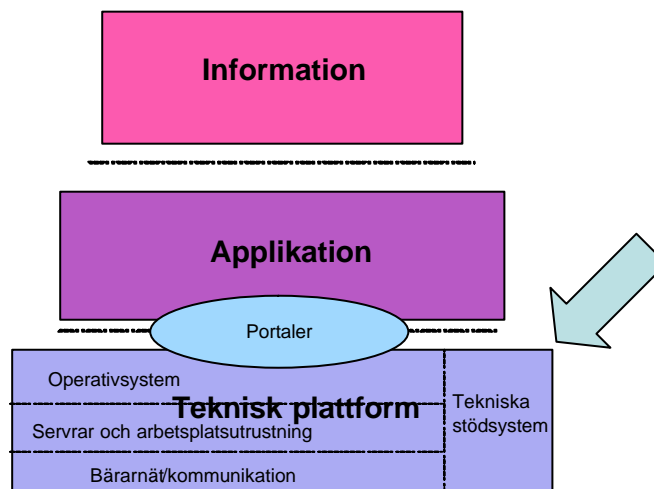 Information
Applikation
Portaler
Operativsystem
Teknisk plattform
Tekniska
stödsystem
Servrar och arbetsplatsutrustning
Bärarnät/kommunikation